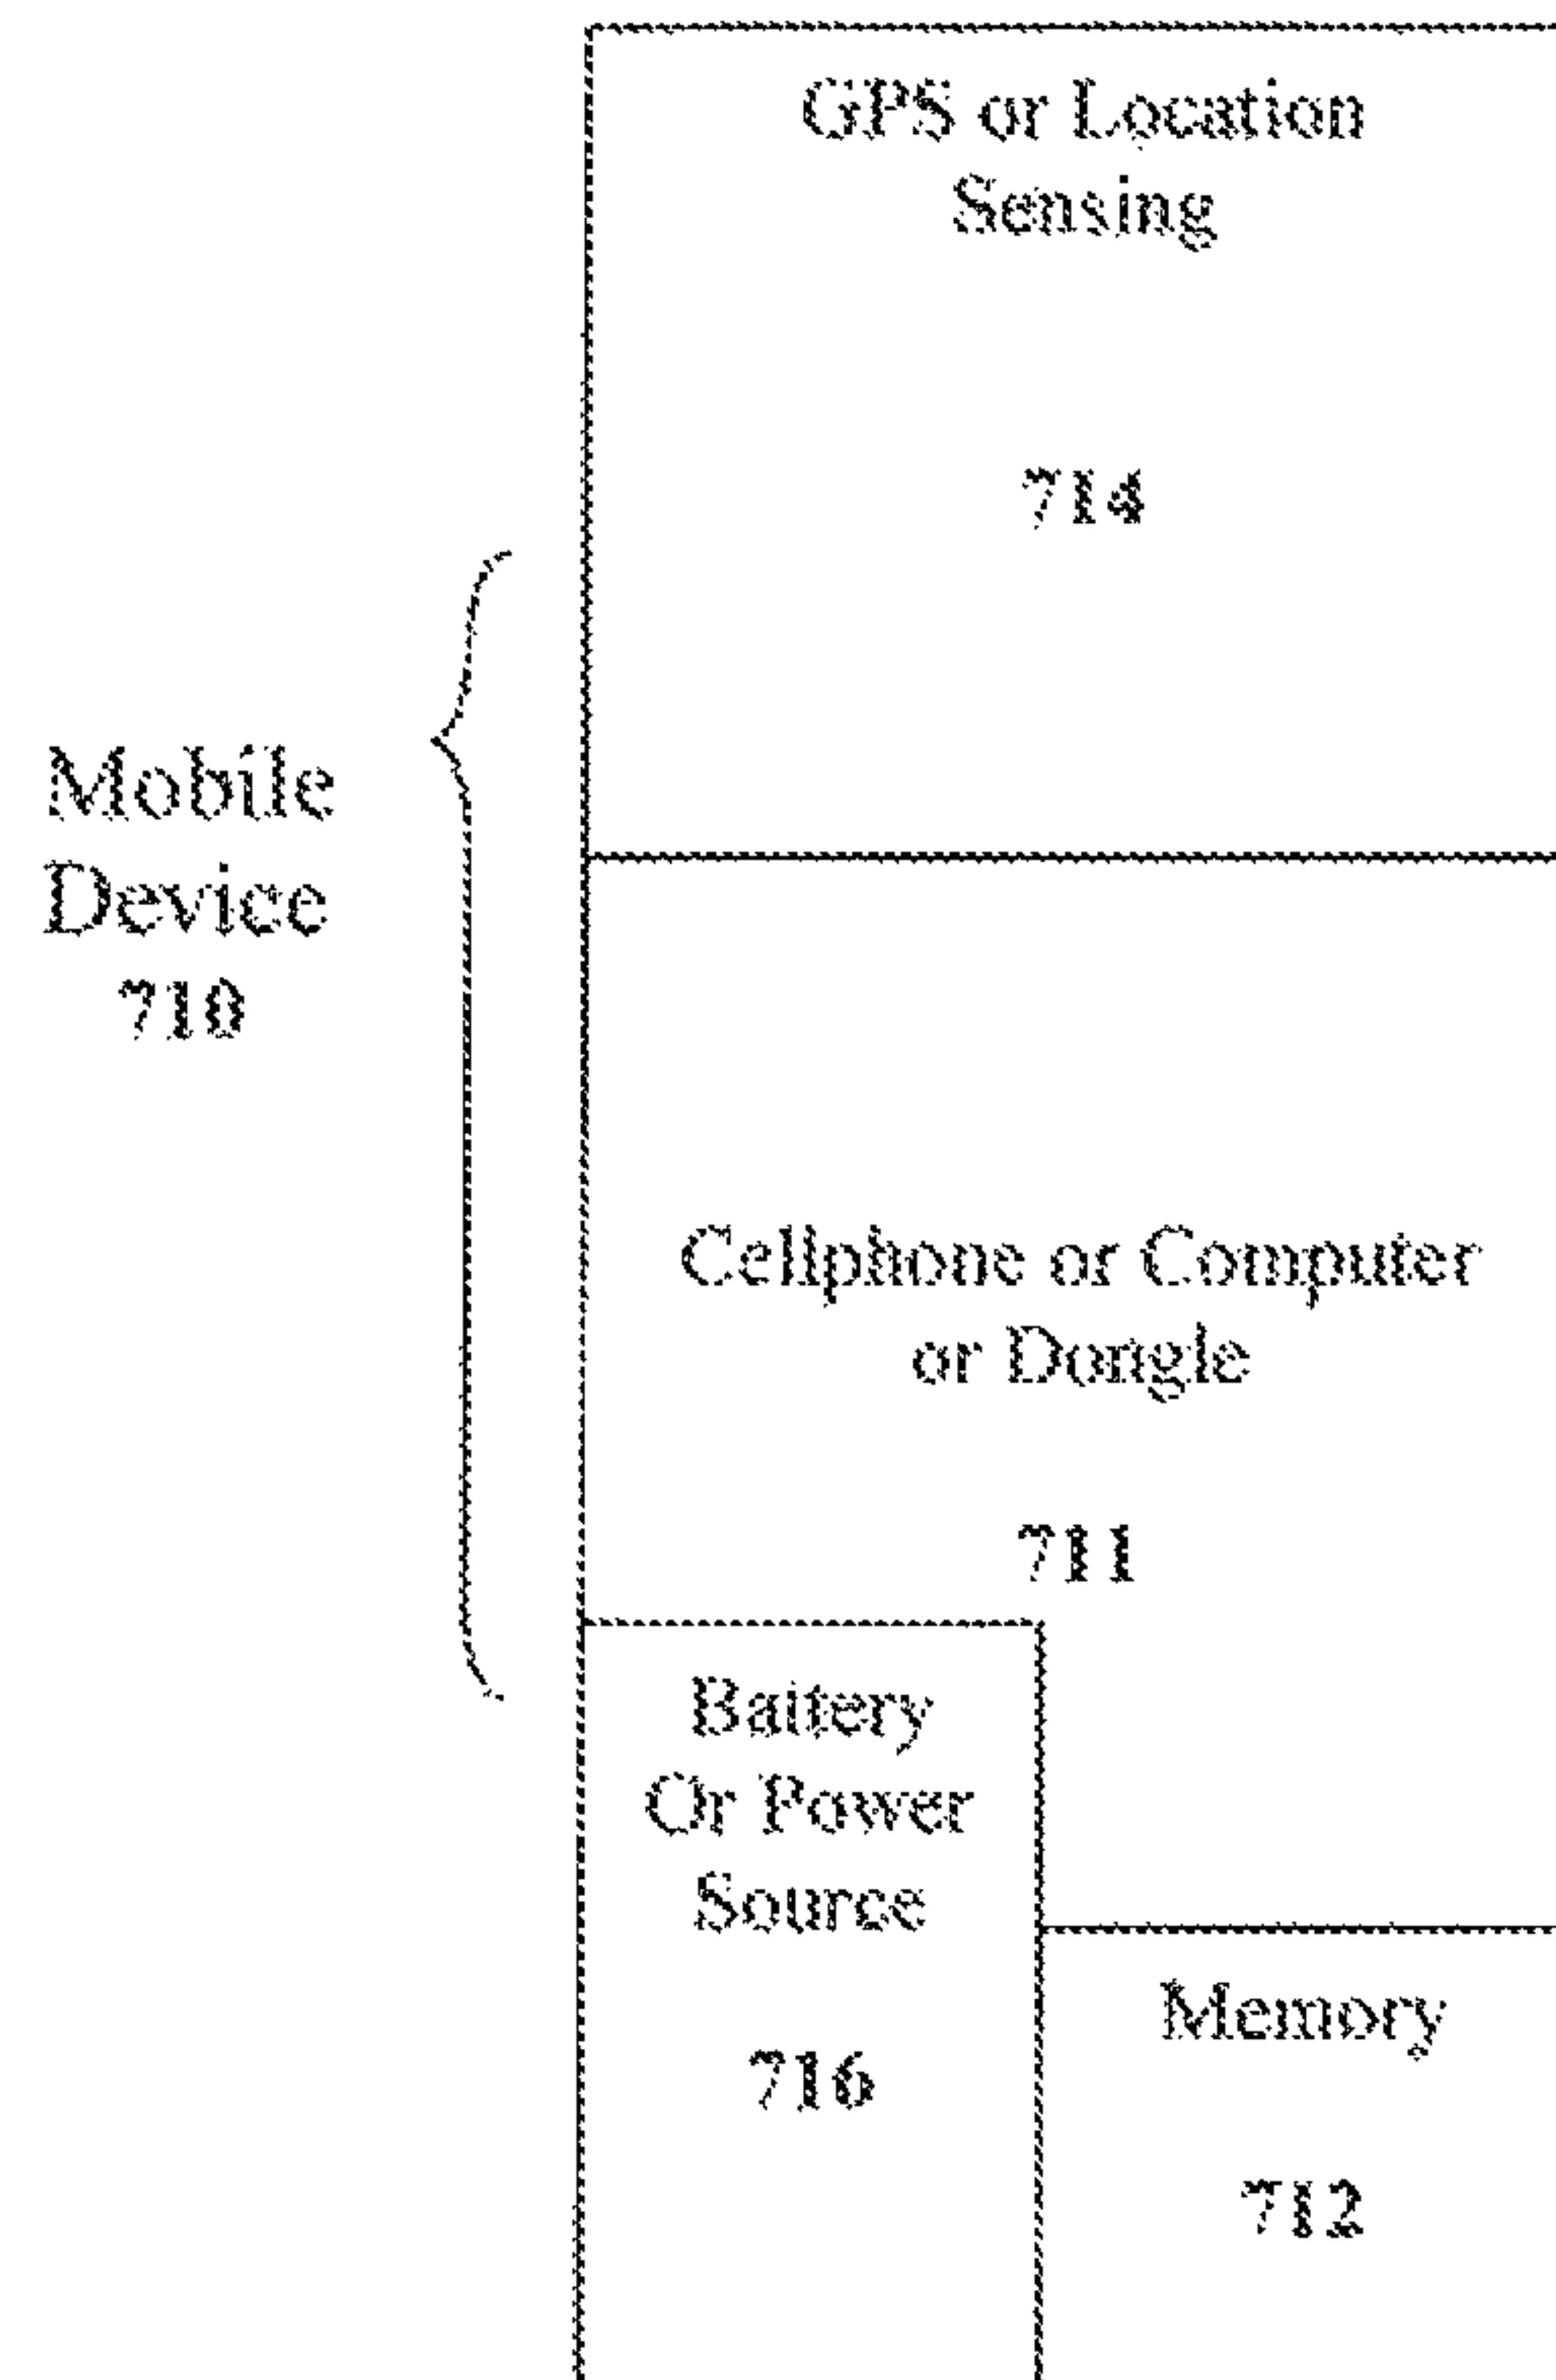 GPS or Location
Sensing
714
Mobile
Device
710
Cellphone or Computer
or Dongle
711
Battery
Or Power
Source
716
Memory
712